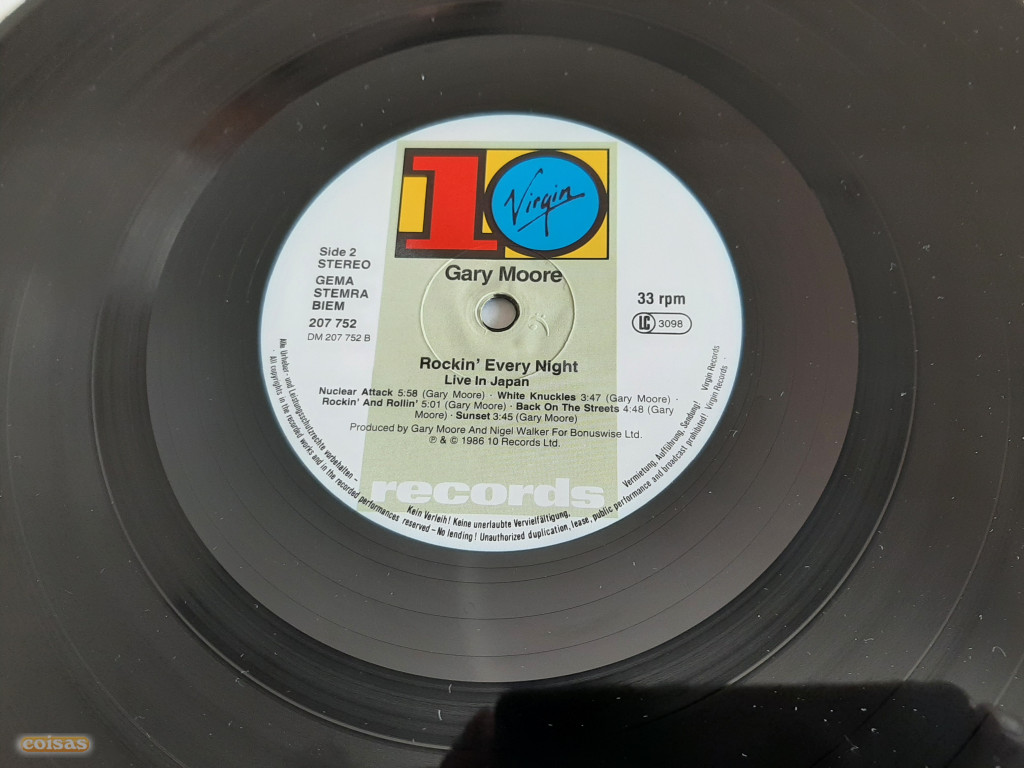 10
Virgin
Side 2
STEREO
GEMA
STEMRA
BIEM
207 752
DM 207 752 B
Gary Moore
33 rpm
LC 3098
Rockin' Every Night
Live In Japan
Nuclear Attack 5:58 (Gary Moore) · White Knuckles 3:47 (Gary Moore) ·
Rockin' And Rollin' 5:01 (Gary Moore) · Back On The Streets 4:48 (Gary
Moore) · Sunset 3:45 (Gary Moore)
Produced by Gary Moore And Nigel Walker For Bonuswise Ltd.
℗ & © 1986 10 Records Ltd.
records
Alle Urheber- und Leistungsschutzrechte vorbehalten – Kein Verleih! Keine unerlaubte Vervielfältigung, Vermietung, Aufführung, Sendung! Virgin Records
· All copyrights in the recorded works and in the recorded performances reserved – No lending! Unauthorized duplication, lease, public performance and broadcast prohibited! Virgin Records ·
coisas